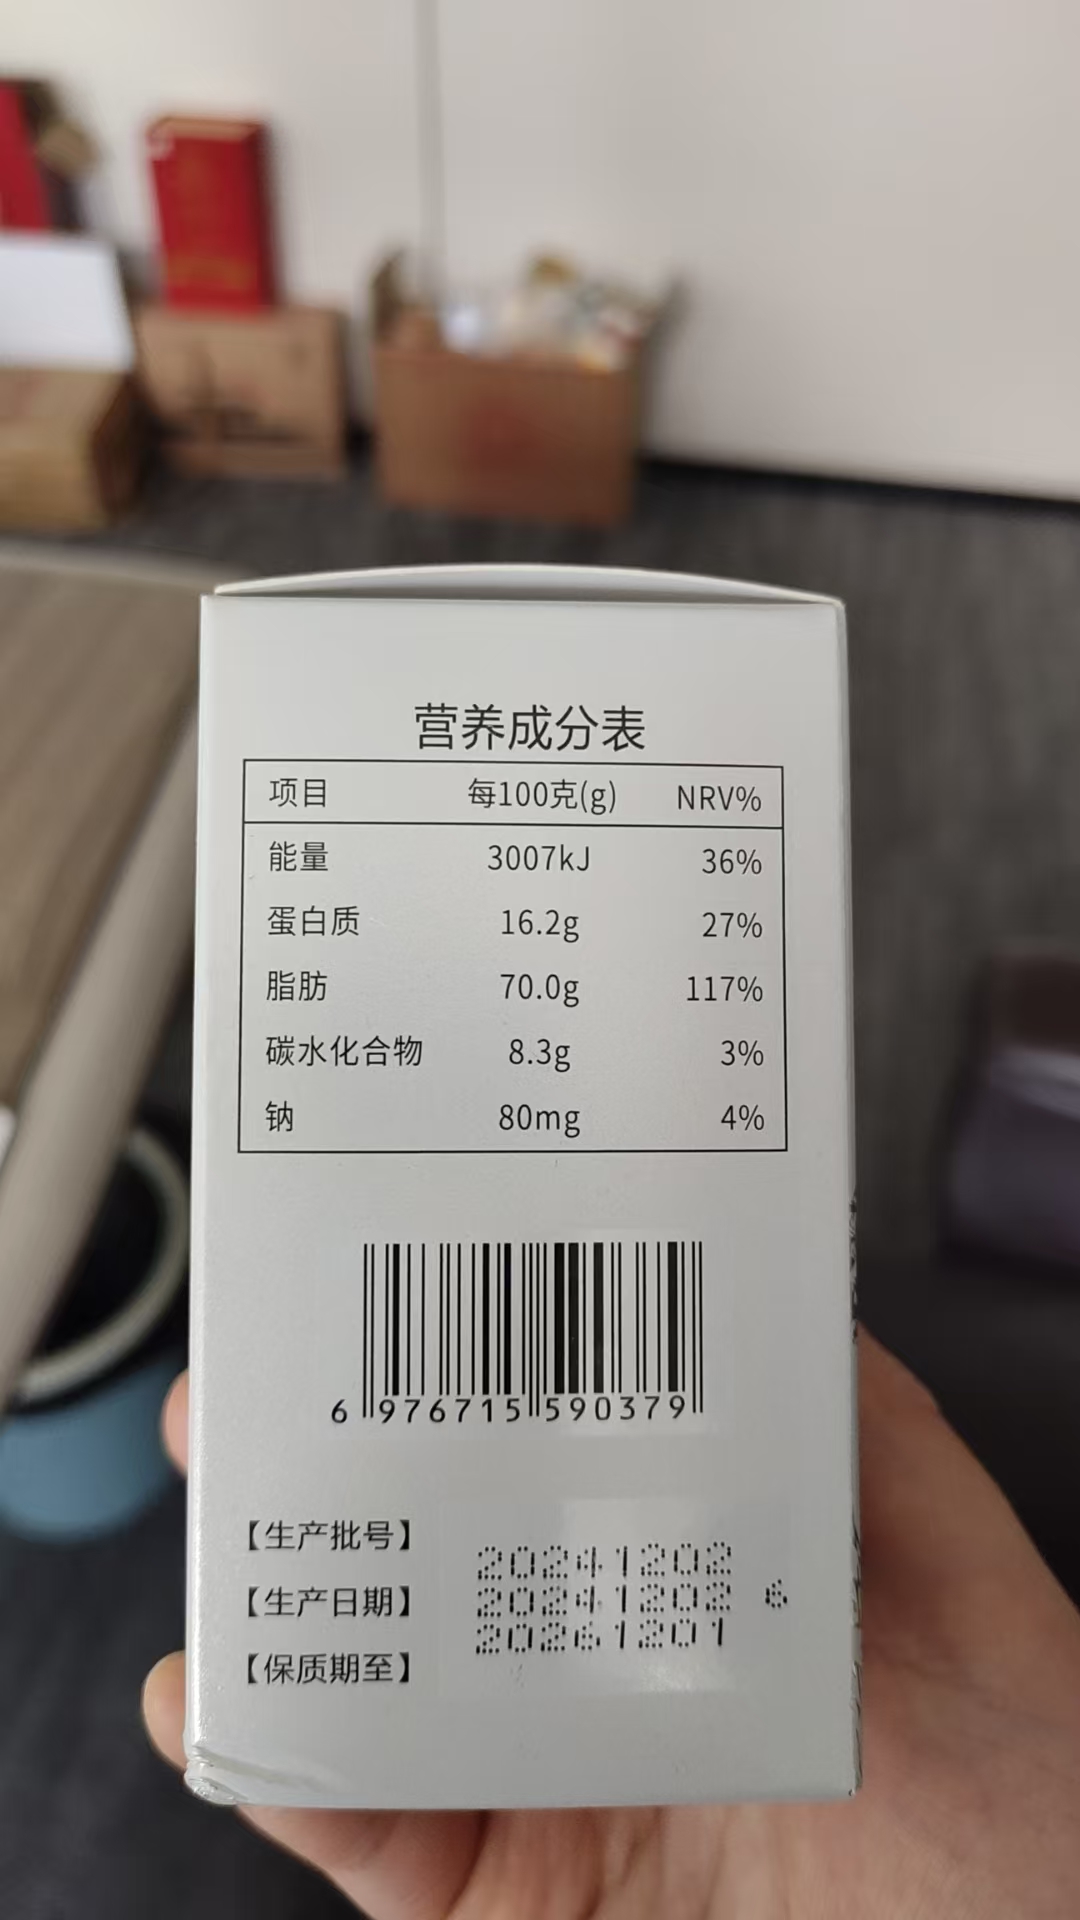 营养成分表
项目 每100克(g) NRV%
能量 3007kJ 36%
蛋白质 16.2g 27%
脂肪 70.0g 117%
碳水化合物 8.3g 3%
钠 80mg 4%
6 976715 590379
【生产批号】 20241202
【生产日期】 20241202 6
【保质期至】 20261201